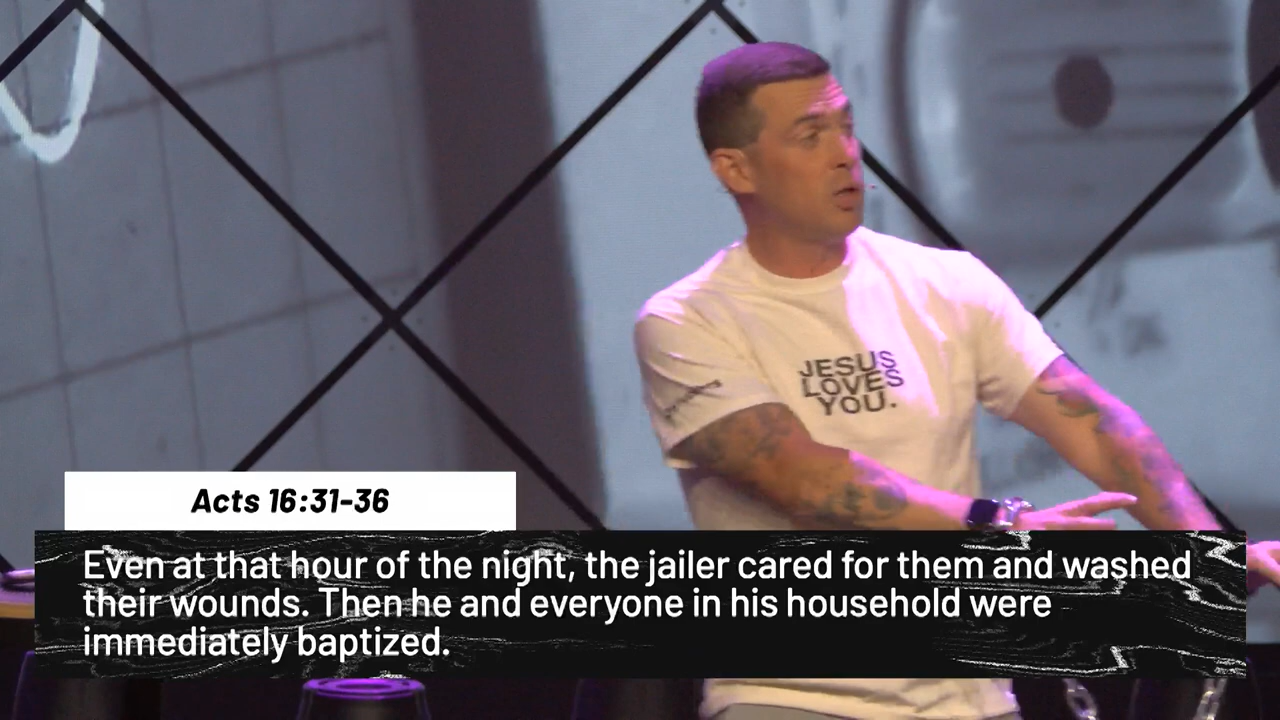 JESUS
LOVES
YOU.
Acts 16:31-36
Even at that hour of the night, the jailer cared for them and washed
their wounds. Then he and everyone in his household were
immediately baptized.